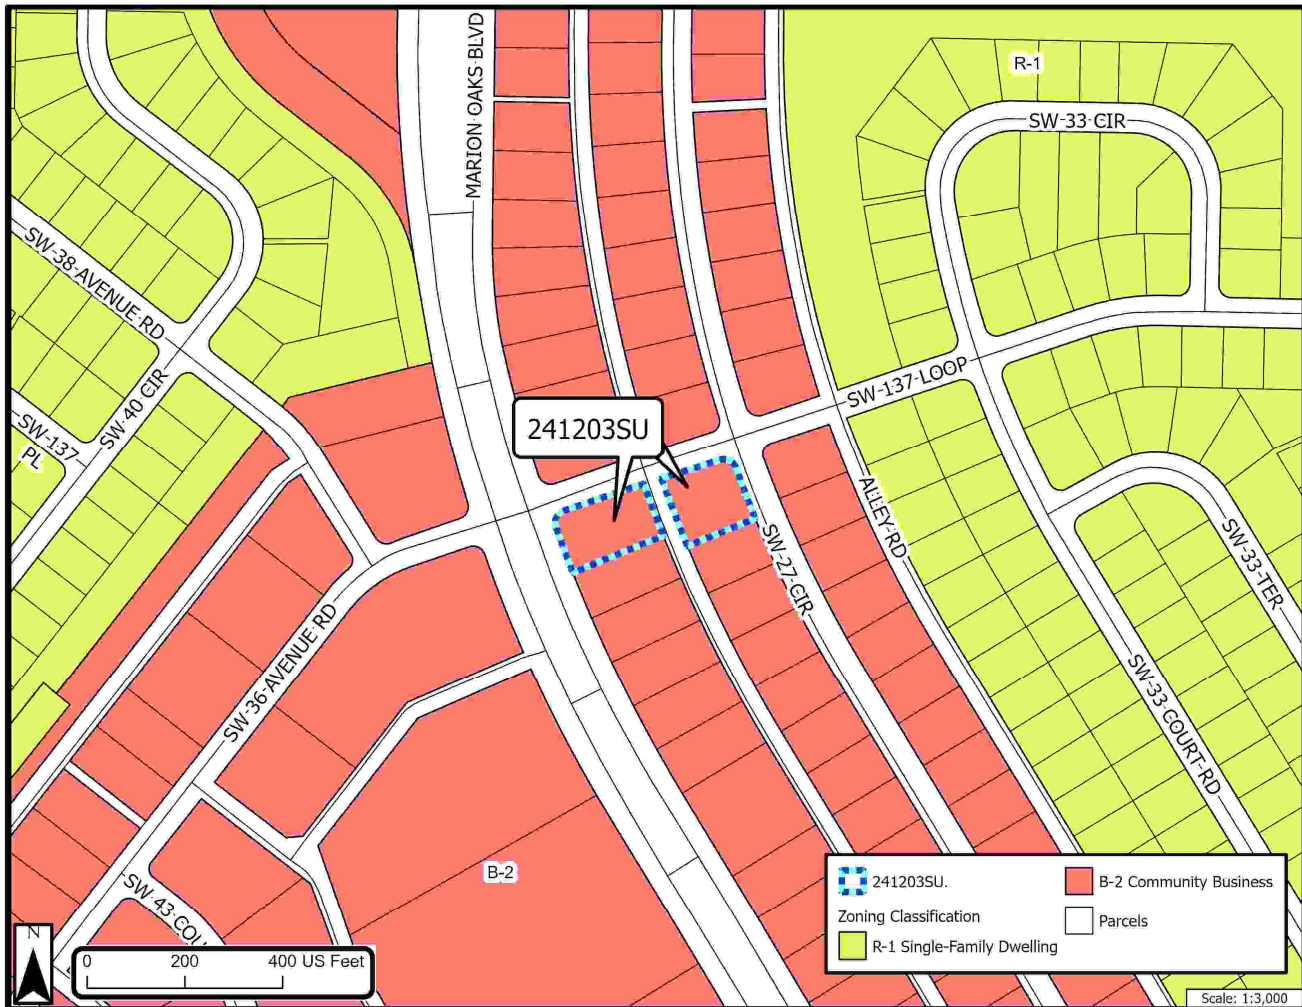 MARION OAKS BLVD
R-1
SW 33 CIR
SW 38 AVENUE RD
SW 40 CIR
SW 137
PL
SW 137 LOOP
241203SU
ALLEY RD
SW 27 CIR
SW 33 TER
SW 36 AVENUE RD
SW 33 COURT RD
B-2
SW 43 COU
241203SU.
B-2 Community Business
Zoning Classification
Parcels
R-1 Single-Family Dwelling
N
0 200 400 US Feet
Scale: 1:3,000